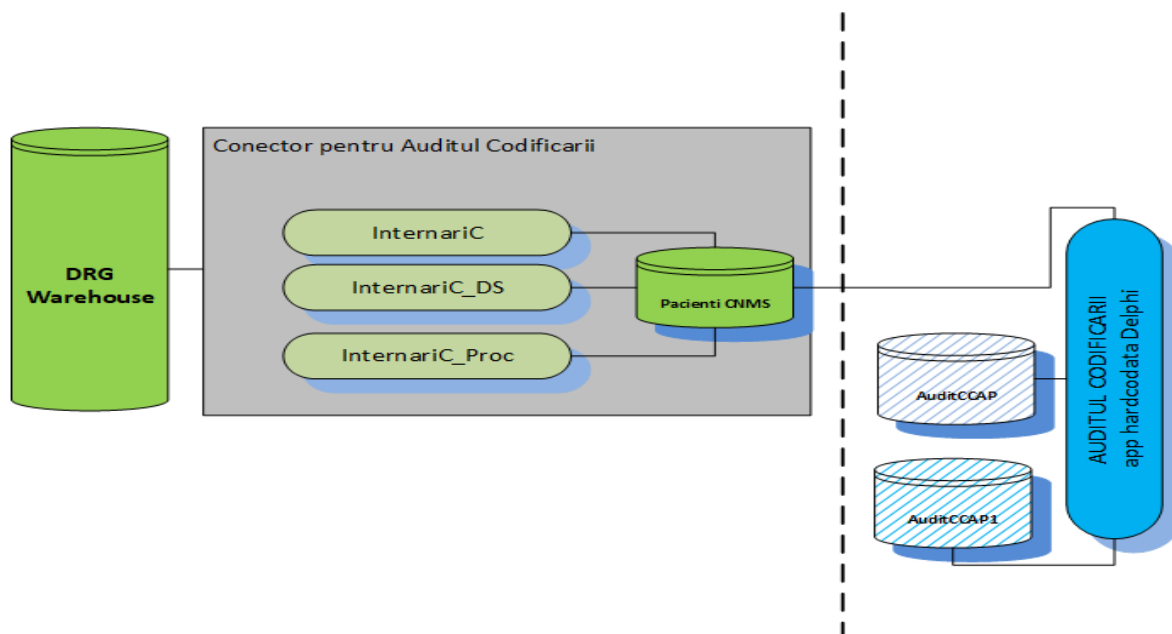 Conector pentru Auditul Codificarii
DRG
Warehouse
InternariC
InternariC_DS
InternariC_Proc
Pacienti CNMS
AuditCCAP
AuditCCAP1
AUDITUL CODIFICARII
app hardcodata Delphi